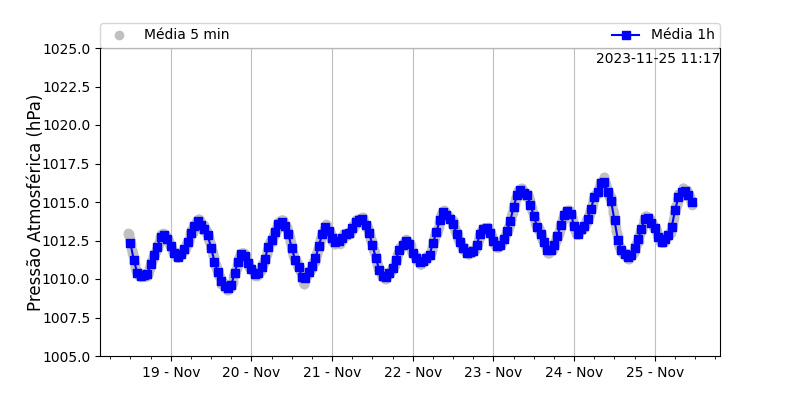 Média 5 min
Média 1h
2023-11-25 11:17
Pressão Atmosférica (hPa)
1025.0
1022.5
1020.0
1017.5
1015.0
1012.5
1010.0
1007.5
1005.0
19 - Nov
20 - Nov
21 - Nov
22 - Nov
23 - Nov
24 - Nov
25 - Nov